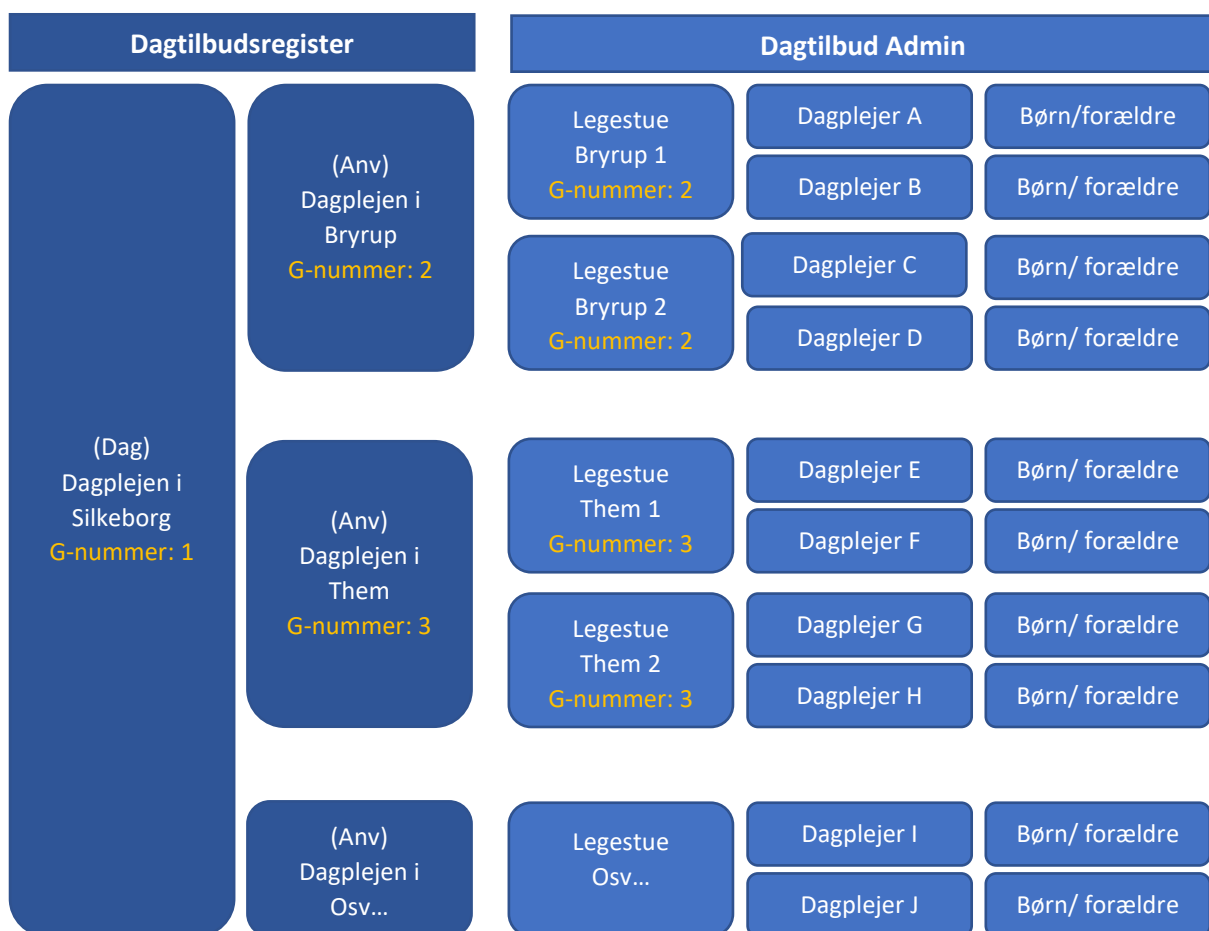 Dagtilbudsregister
Dagtilbud Admin
(Dag)
Dagplejen i
Silkeborg
G-nummer: 1
(Anv)
Dagplejen i
Bryrup
G-nummer: 2
Legestue
Bryrup 1
G-nummer: 2
Dagplejer A
Børn/forældre
Dagplejer B
Børn/ forældre
Legestue
Bryrup 2
G-nummer: 2
Dagplejer C
Børn/ forældre
Dagplejer D
Børn/ forældre
(Anv)
Dagplejen i
Them
G-nummer: 3
Legestue
Them 1
G-nummer: 3
Dagplejer E
Børn/ forældre
Dagplejer F
Børn/ forældre
Legestue
Them 2
G-nummer: 3
Dagplejer G
Børn/ forældre
Dagplejer H
Børn/ forældre
(Anv)
Dagplejen i
Osv...
Legestue
Osv...
Dagplejer I
Børn/ forældre
Dagplejer J
Børn/ forældre